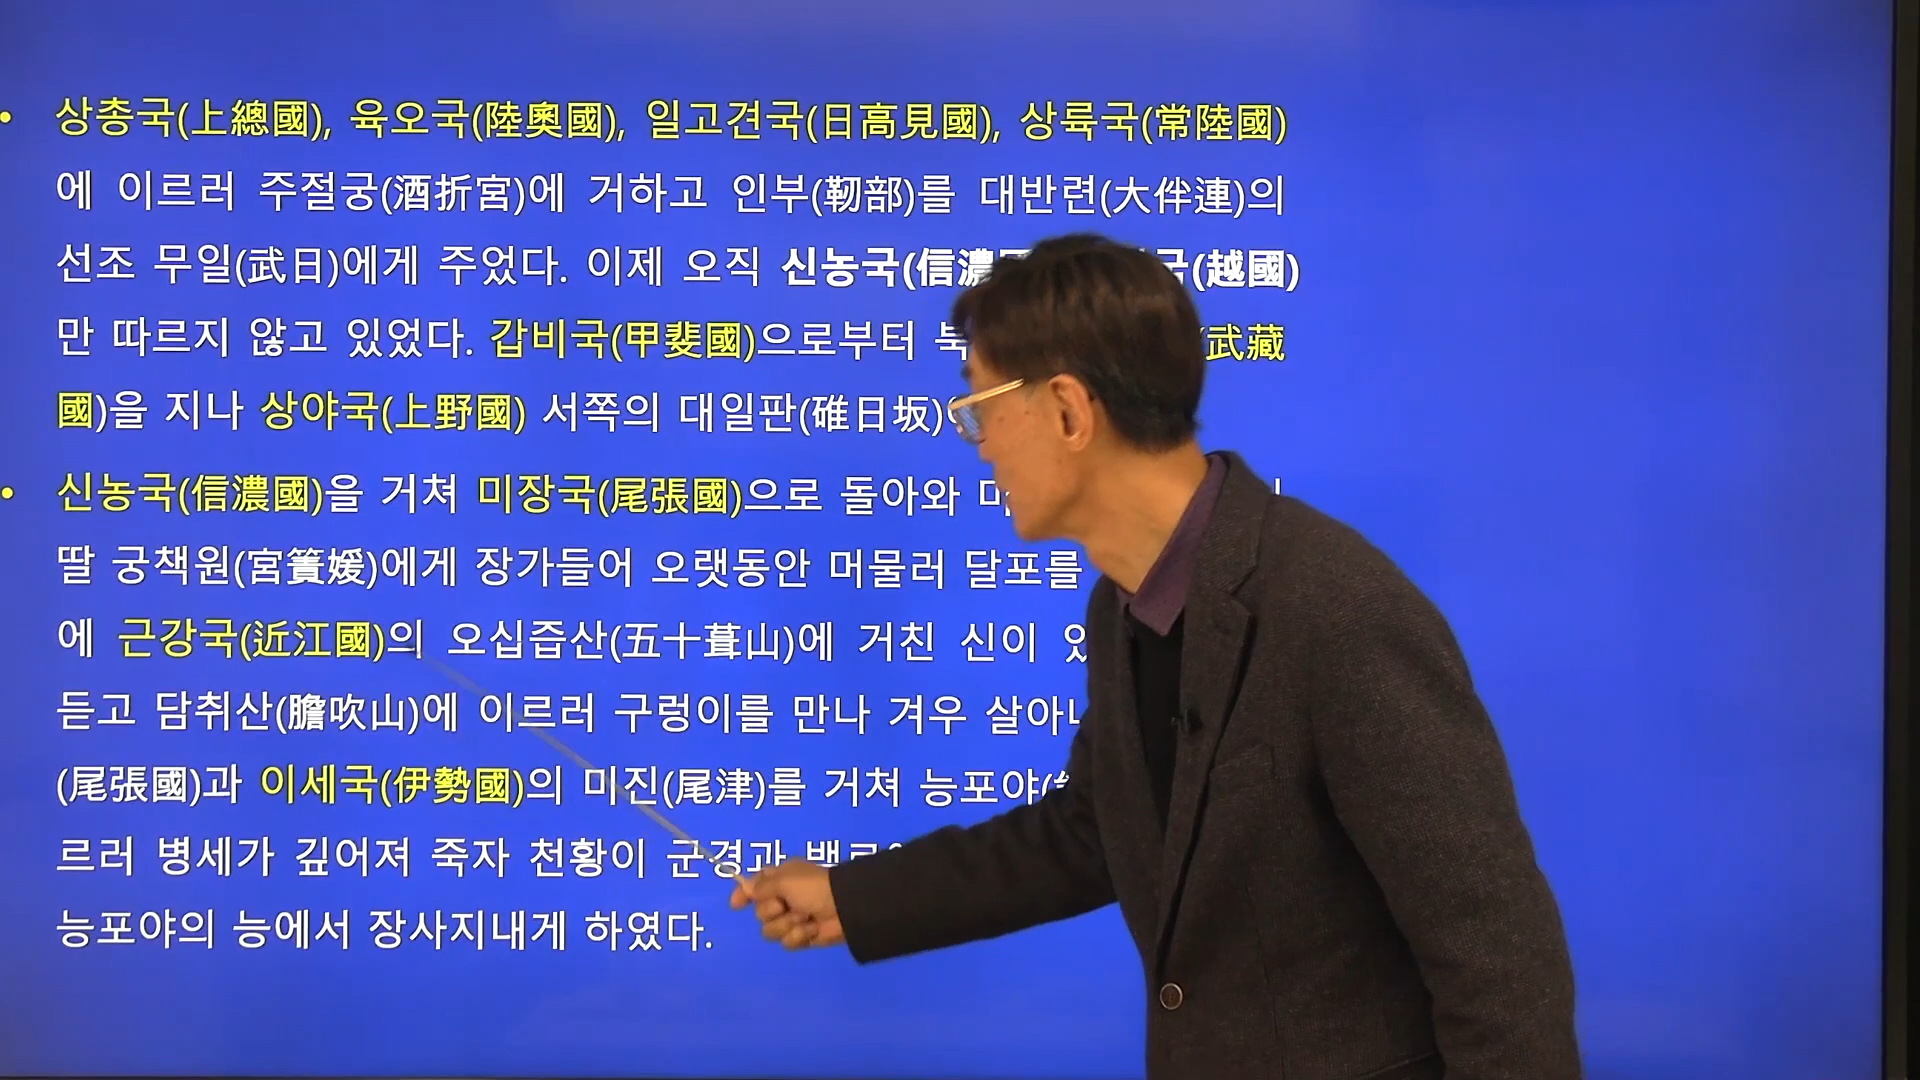 • 상총국(上總國), 육오국(陸奧國), 일고견국(日高見國), 상륙국(常陸國)
에 이르러 주절궁(酒折宮)에 거하고 인부(靭部)를 대반련(大伴連)의
선조 무일(武日)에게 주었다. 이제 오직 신농국(信濃 (越國)
만 따르지 않고 있었다. 갑비국(甲斐國)으로부터 (武藏
國)을 지나 상야국(上野國) 서쪽의 대일판(碓日坂)
• 신농국(信濃國)을 거쳐 미장국(尾張國)으로 돌아와
딸 궁책원(宮簀媛)에게 장가들어 오랫동안 머물러 달포를
에 근강국(近江國)의 오십즙산(五十葺山)에 거친 신이
듣고 담취산(膽吹山)에 이르러 구렁이를 만나 겨우
(尾張國)과 이세국(伊勢國)의 미진(尾津)를 거쳐 능포야(
르러 병세가 깊어져 죽자 천황이 군경과
능포야의 능에서 장사지내게 하였다.